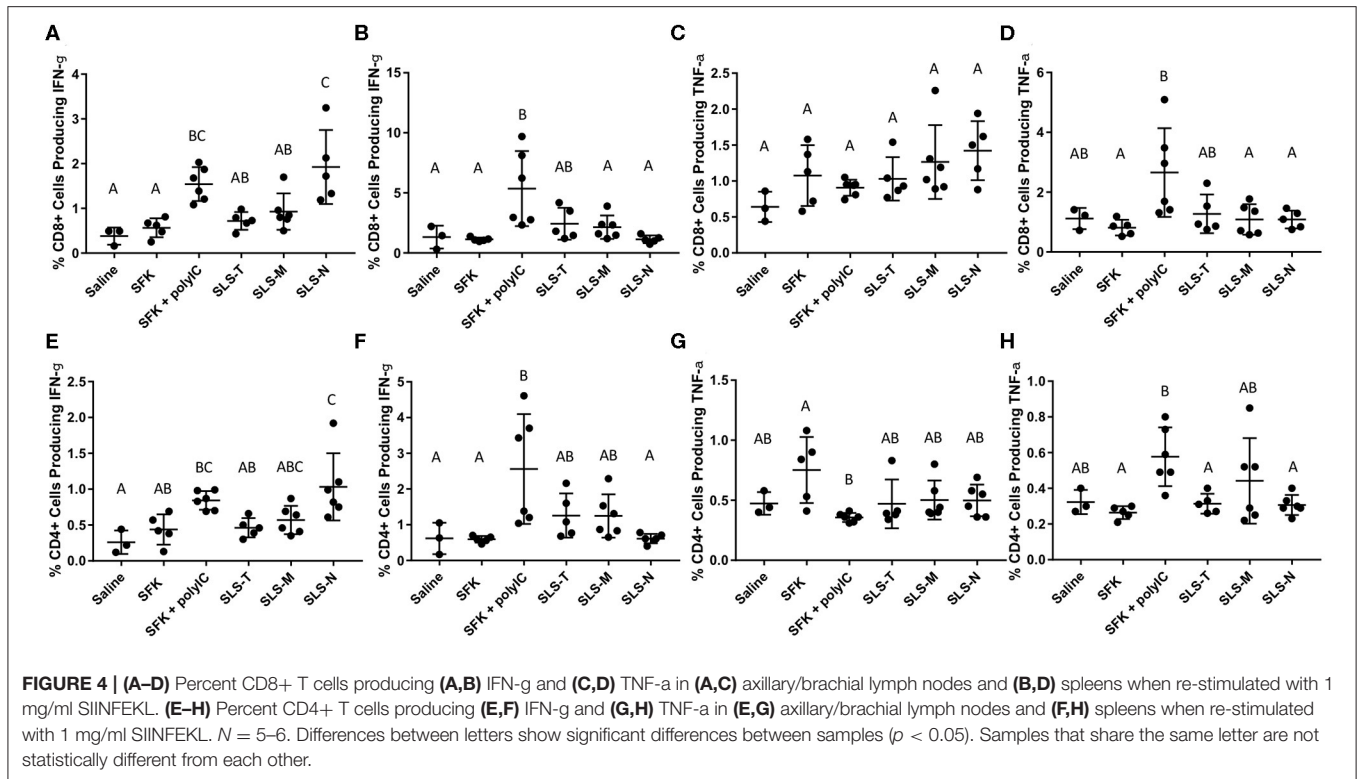 A
% CD8+ Cells Producing IFN-g
4
3
2
1
0
A
A
BC
AB
AB
C
Saline
SFK
SFK + polyIC
SLS-T
SLS-M
SLS-N
B
% CD8+ Cells Producing IFN-g
15
10
5
0
A
A
B
AB
A
A
Saline
SFK
SFK + polyIC
SLS-T
SLS-M
SLS-N
C
% CD8+ Cells Producing TNF-a
2.5
2.0
1.5
1.0
0.5
0.0
A
A
A
A
A
A
Saline
SFK
SFK + polyIC
SLS-T
SLS-M
SLS-N
D
% CD8+ Cells Producing TNF-a
6
4
2
0
AB
A
B
AB
A
A
Saline
SFK
SFK + polyIC
SLS-T
SLS-M
SLS-N
E
% CD4+ Cells Producing IFN-g
2.5
2.0
1.5
1.0
0.5
0.0
A
AB
BC
AB
ABC
C
Saline
SFK
SFK + polyIC
SLS-T
SLS-M
SLS-N
F
% CD4+ Cells Producing IFN-g
5
4
3
2
1
0
A
A
B
AB
AB
A
Saline
SFK
SFK + polyIC
SLS-T
SLS-M
SLS-N
G
% CD4+ Cells Producing TNF-a
1.5
1.0
0.5
0.0
AB
A
B
AB
AB
AB
Saline
SFK
SFK + polyIC
SLS-T
SLS-M
SLS-N
H
% CD4+ Cells Producing TNF-a
1.0
0.8
0.6
0.4
0.2
0.0
AB
A
B
A
AB
A
Saline
SFK
SFK + polyIC
SLS-T
SLS-M
SLS-N
FIGURE 4 | (A–D) Percent CD8+ T cells producing (A,B) IFN-g and (C,D) TNF-a in (A,C) axillary/brachial lymph nodes and (B,D) spleens when re-stimulated with 1
mg/ml SIINFEKL. (E–H) Percent CD4+ T cells producing (E,F) IFN-g and (G,H) TNF-a in (E,G) axillary/brachial lymph nodes and (F,H) spleens when re-stimulated
with 1 mg/ml SIINFEKL. N = 5–6. Differences between letters show significant differences between samples (p < 0.05). Samples that share the same letter are not
statistically different from each other.